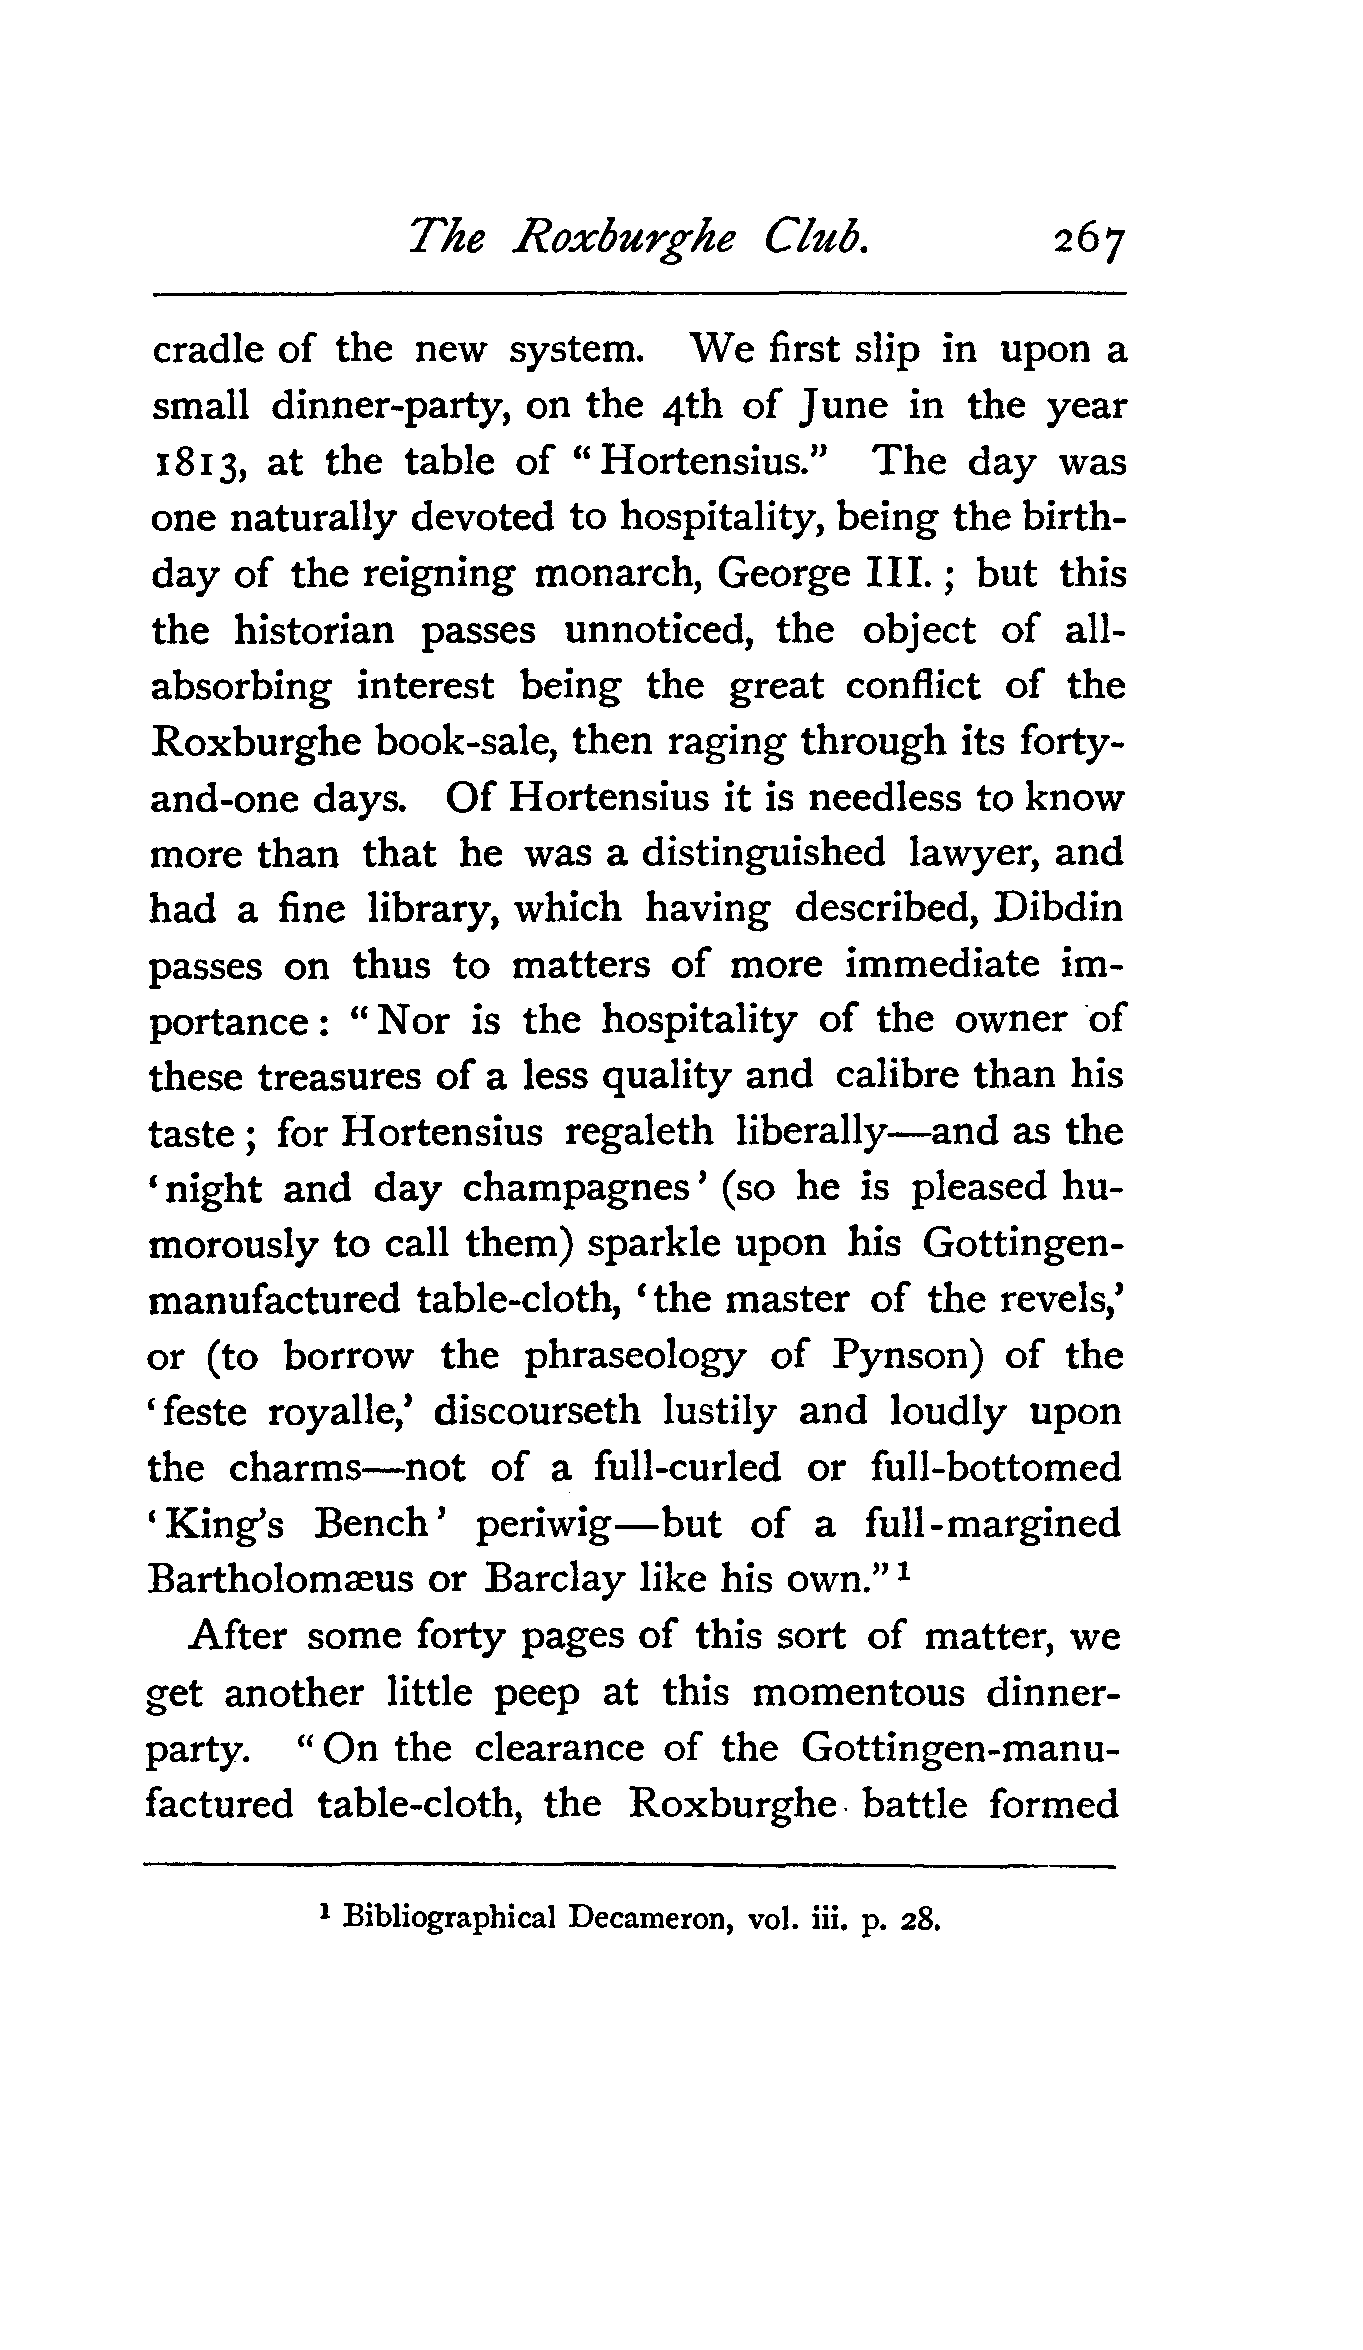 The Roxburghe Club. 267
cradle of the new system. We first slip in upon a
small dinner-party, on the 4th of June in the year
1813, at the table of “Hortensius.” The day was
one naturally devoted to hospitality, being the birth-
day of the reigning monarch, George III.; but this
the historian passes unnoticed, the object of all-
absorbing interest being the great conflict of the
Roxburghe book-sale, then raging through its forty-
and-one days. Of Hortensius it is needless to know
more than that he was a distinguished lawyer, and
had a fine library, which having described, Dibdin
passes on thus to matters of more immediate im-
portance: “Nor is the hospitality of the owner of
these treasures of a less quality and calibre than his
taste; for Hortensius regaleth liberally—and as the
‘night and day champagnes’ (so he is pleased hu-
morously to call them) sparkle upon his Gottingen-
manufactured table-cloth, ‘the master of the revels,’
or (to borrow the phraseology of Pynson) of the
‘feste royalle,’ discourseth lustily and loudly upon
the charms—not of a full-curled or full-bottomed
‘King’s Bench’ periwig—but of a full-margined
Bartholomæus or Barclay like his own.” 1
After some forty pages of this sort of matter, we
get another little peep at this momentous dinner-
party. “On the clearance of the Gottingen-manu-
factured table-cloth, the Roxburghe battle formed
1 Bibliographical Decameron, vol. iii. p. 28.